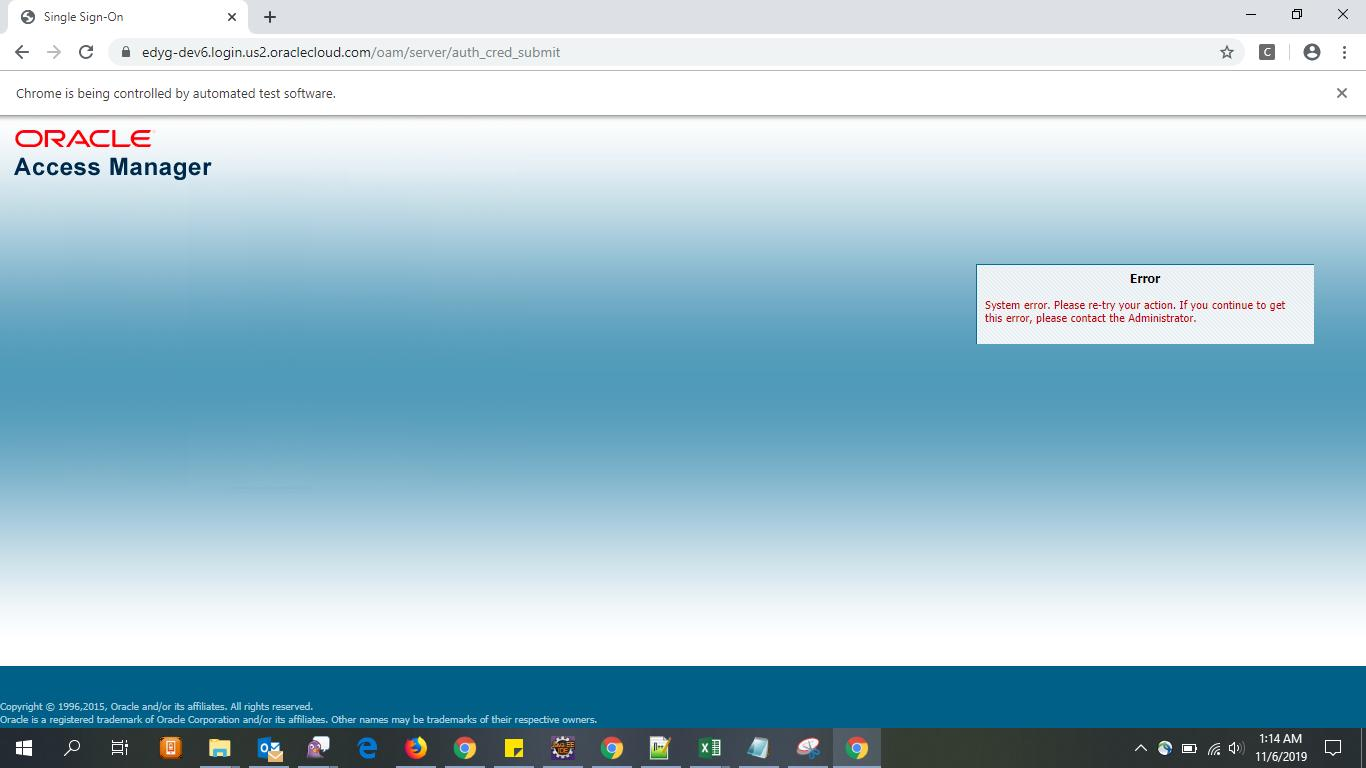 Single Sign-On
edyg-dev6.login.us2.oraclecloud.com/oam/server/auth_cred_submit
C
Chrome is being controlled by automated test software.
ORACLE
Access Manager
Error
System error. Please re-try your action. If you continue to get
this error, please contact the Administrator.
Copyright © 1996,2015, Oracle and/or its affiliates. All rights reserved.
Oracle is a registered trademark of Oracle Corporation and/or its affiliates. Other names may be trademarks of their respective owners.
1:14 AM
11/6/2019